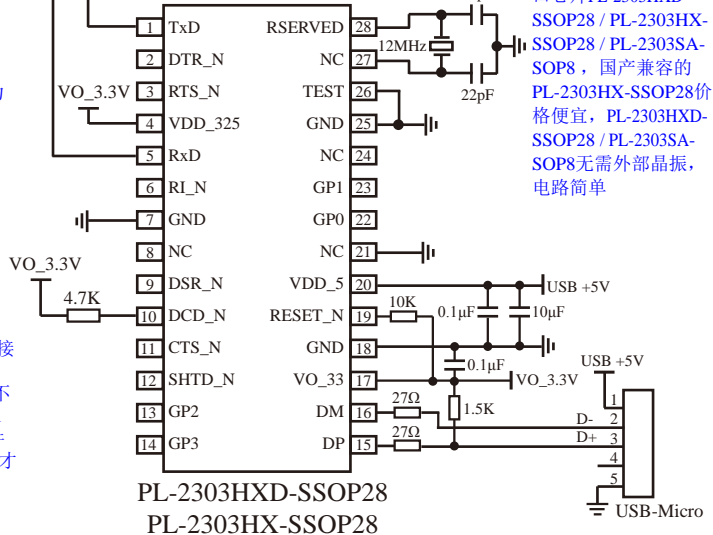 SSOP28 / PL-2303HX-
SSOP28 / PL-2303SA-
SOP8 ，国产兼容的
PL-2303HX-SSOP28价
格便宜，PL-2303HXD-
SSOP28 / PL-2303SA-
SOP8无需外部晶振，
电路简单
1 TxD
2 DTR_N
3 RTS_N
4 VDD_325
5 RxD
6 RI_N
7 GND
8 NC
9 DSR_N
10 DCD_N
11 CTS_N
12 SHTD_N
13 GP2
14 GP3
RSERVED 28
NC 27
TEST 26
GND 25
NC 24
GP1 23
GP0 22
NC 21
VDD_5 20
RESET_N 19
GND 18
VO_33 17
DM 16
DP 15
12MHz
22pF
VO_3.3V
VO_3.3V
4.7K
接
不
才
USB +5V
10K
0.1μF
10μF
0.1μF
VO_3.3V
1.5K
27Ω
27Ω
USB +5V
D-
D+
1
2
3
4
5
USB-Micro
PL-2303HXD-SSOP28
PL-2303HX-SSOP28